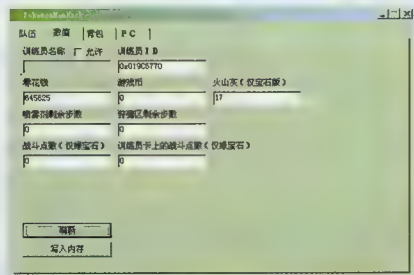 队伍 数值 背包 PC
训练员名称 允许 训练员ID
0x019C5770
零花钱 游戏币 火山灰(仅宝石版)
645625 0 17
喷雾剂剩余步数 狩猎区剩余步数
0 0
战斗点数(仅绿宝石) 训练员卡上的战斗点数(仅绿宝石)
0 0
编辑
写入内存